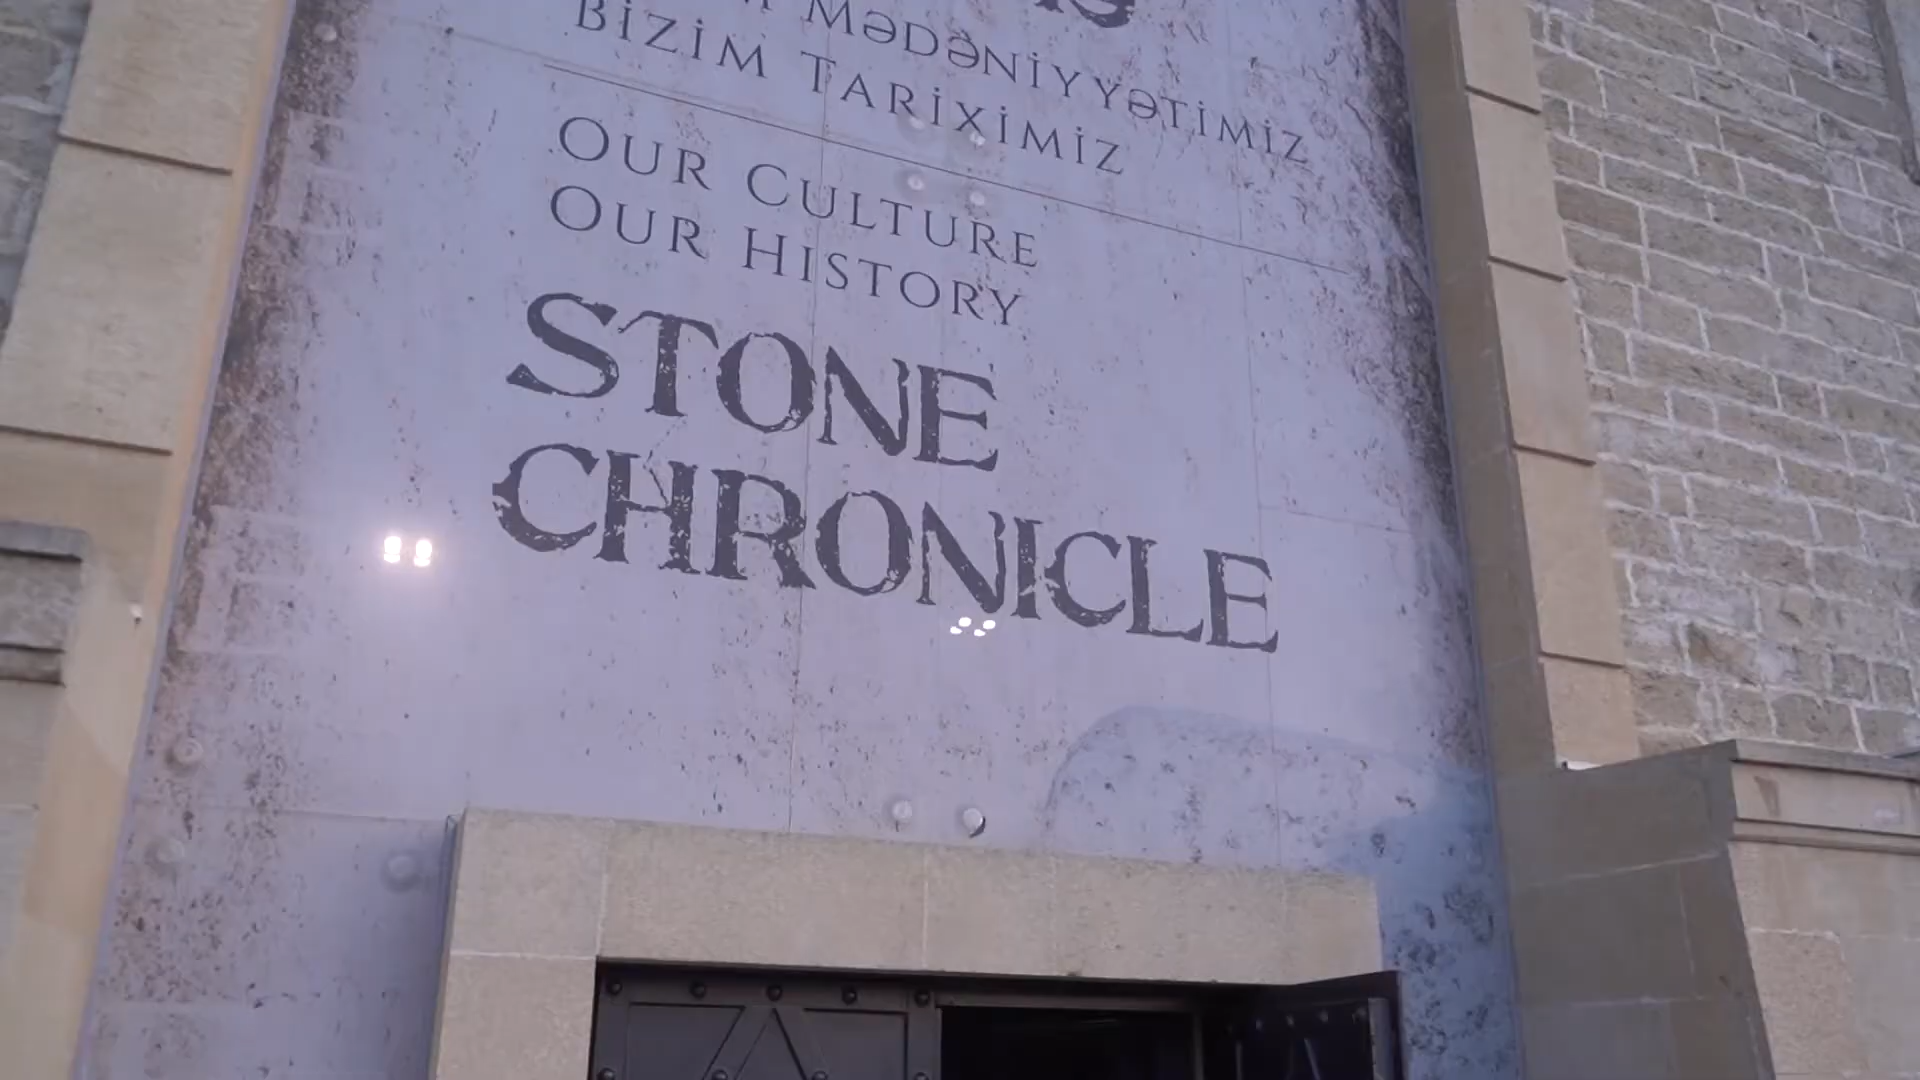 MƏDƏNİYYƏTİMİZ
BİZİM TARİXİMİZ
OUR CULTURE
OUR HISTORY
STONE
CHRONICLE